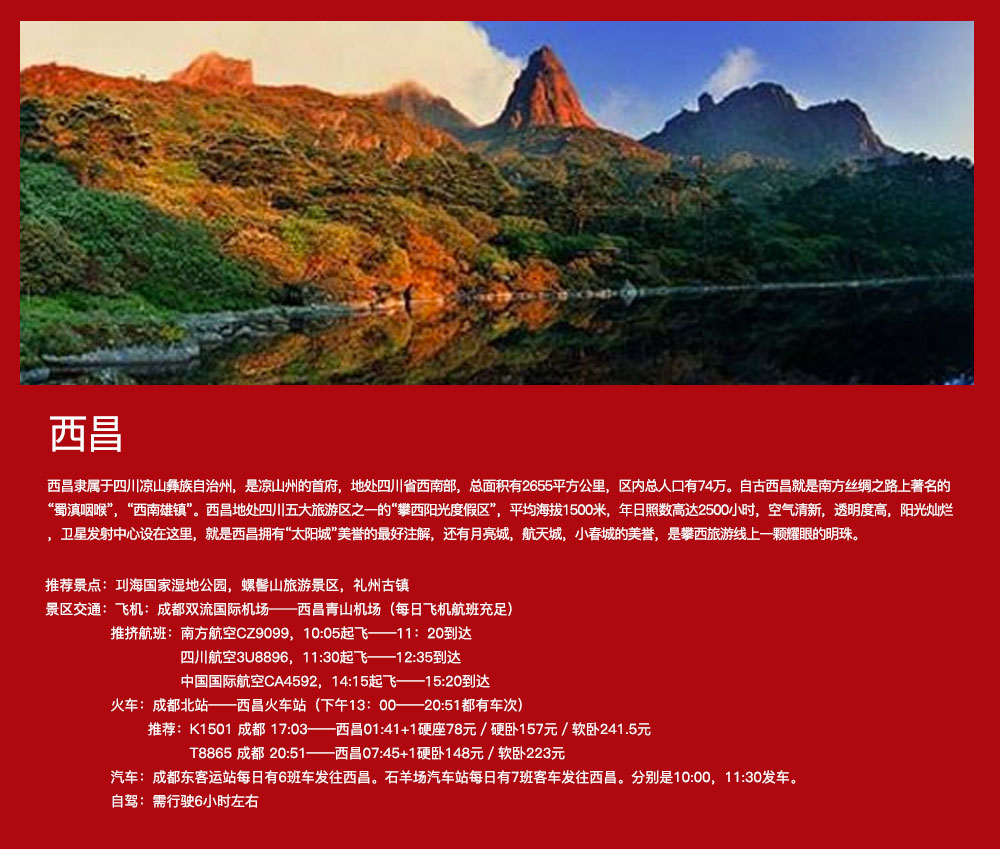 西昌
西昌隶属于四川凉山彝族自治州，是凉山州的首府，地处四川省西南部，总面积有2655平方公里，区内总人口有74万。自古西昌就是南方丝绸之路上著名的
“蜀滇咽喉”，“西南雄镇”。西昌地处四川五大旅游区之一的“攀西阳光度假区”，平均海拔1500米，年日照数高达2500小时，空气清新，透明度高，阳光灿烂
，卫星发射中心设在这里，就是西昌拥有“太阳城”美誉的最好注解，还有月亮城，航天城，小春城的美誉，是攀西旅游线上一颗耀眼的明珠。
推荐景点：邛海国家湿地公园，螺髻山旅游景区，礼州古镇
景区交通：飞机：成都双流国际机场——西昌青山机场（每日飞机航班充足）
推挤航班：南方航空CZ9099，10:05起飞——11：20到达
四川航空3U8896，11:30起飞——12:35到达
中国国际航空CA4592，14:15起飞——15:20到达
火车：成都北站——西昌火车站（下午13：00——20:51都有车次）
推荐：K1501 成都 17:03——西昌01:41+1硬座78元 / 硬卧157元 / 软卧241.5元
T8865 成都 20:51——西昌07:45+1硬卧148元 / 软卧223元
汽车：成都东客运站每日有6班车发往西昌。石羊场汽车站每日有7班客车发往西昌。分别是10:00，11:30发车。
自驾：需行驶6小时左右